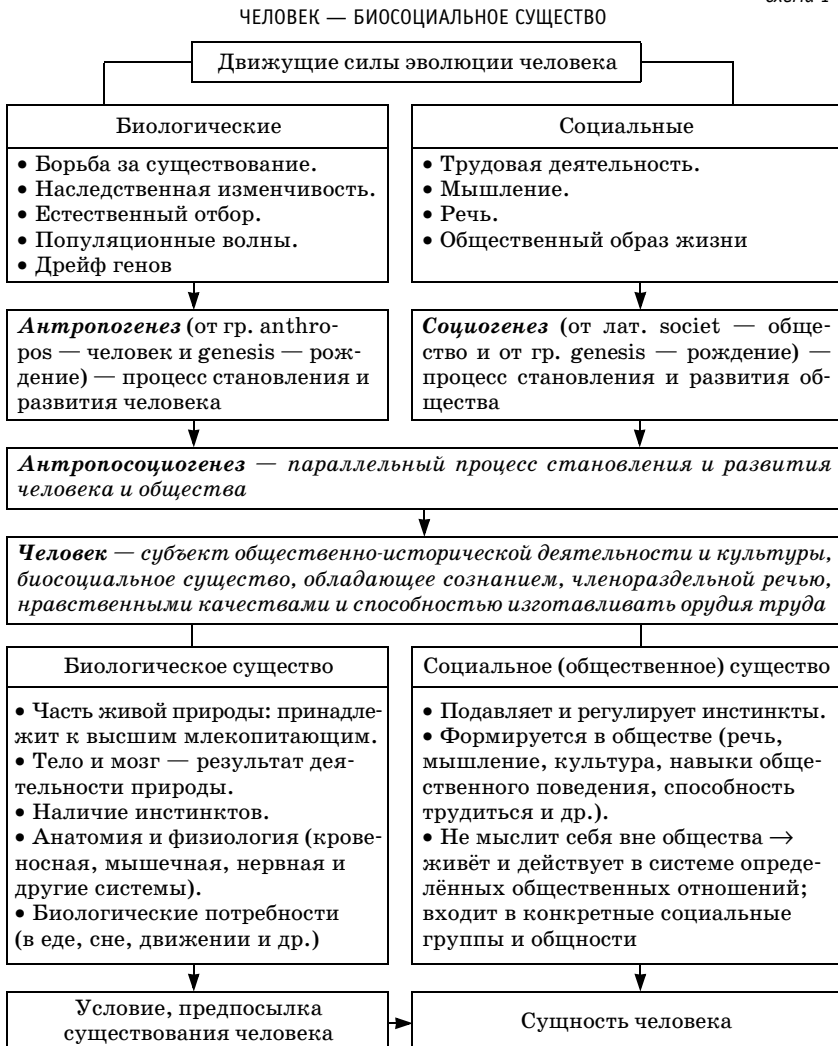 ЧЕЛОВЕК — БИОСОЦИАЛЬНОЕ СУЩЕСТВО
Движущие силы эволюции человека
Биологические
• Борьба за существование.
• Наследственная изменчивость.
• Естественный отбор.
• Популяционные волны.
• Дрейф генов
Социальные
• Трудовая деятельность.
• Мышление.
• Речь.
• Общественный образ жизни
Антропогенез (от гр. anthro-
pos — человек и genesis — рож-
дение) — процесс становления и
развития человека
Социогенез (от лат. societ — обще-
ство и от гр. genesis — рождение) —
процесс становления и развития об-
щества
Антропосоциогенез — параллельный процесс становления и развития
человека и общества
Человек — субъект общественно-исторической деятельности и культуры,
биосоциальное существо, обладающее сознанием, членораздельной речью,
нравственными качествами и способностью изготавливать орудия труда
Биологическое существо
• Часть живой природы: принадле-
жит к высшим млекопитающим.
• Тело и мозг — результат дея-
тельности природы.
• Наличие инстинктов.
• Анатомия и физиология (крове-
носная, мышечная, нервная и
другие системы).
• Биологические потребности
(в еде, сне, движении и др.)
Социальное (общественное) существо
• Подавляет и регулирует инстинкты.
• Формируется в обществе (речь,
мышление, культура, навыки обще-
ственного поведения, способность
трудиться и др.).
• Не мыслит себя вне общества →
живёт и действует в системе опреде-
лённых общественных отношений;
входит в конкретные социальные
группы и общности
Условие, предпосылка
существования человека
Сущность человека